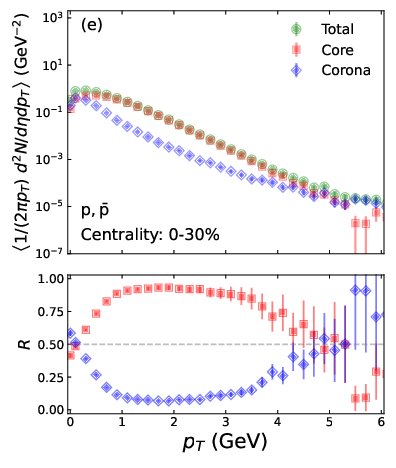 (e)
Total
Core
Corona
10³
10¹
10⁻¹
10⁻³
10⁻⁵
10⁻⁷
⟨1/(2πp_T) d²N/dηdp_T⟩ (GeV⁻²)
p, p̄
Centrality: 0-30%
1.00
0.75
0.50
0.25
0.00
R
0 1 2 3 4 5 6
p_T (GeV)